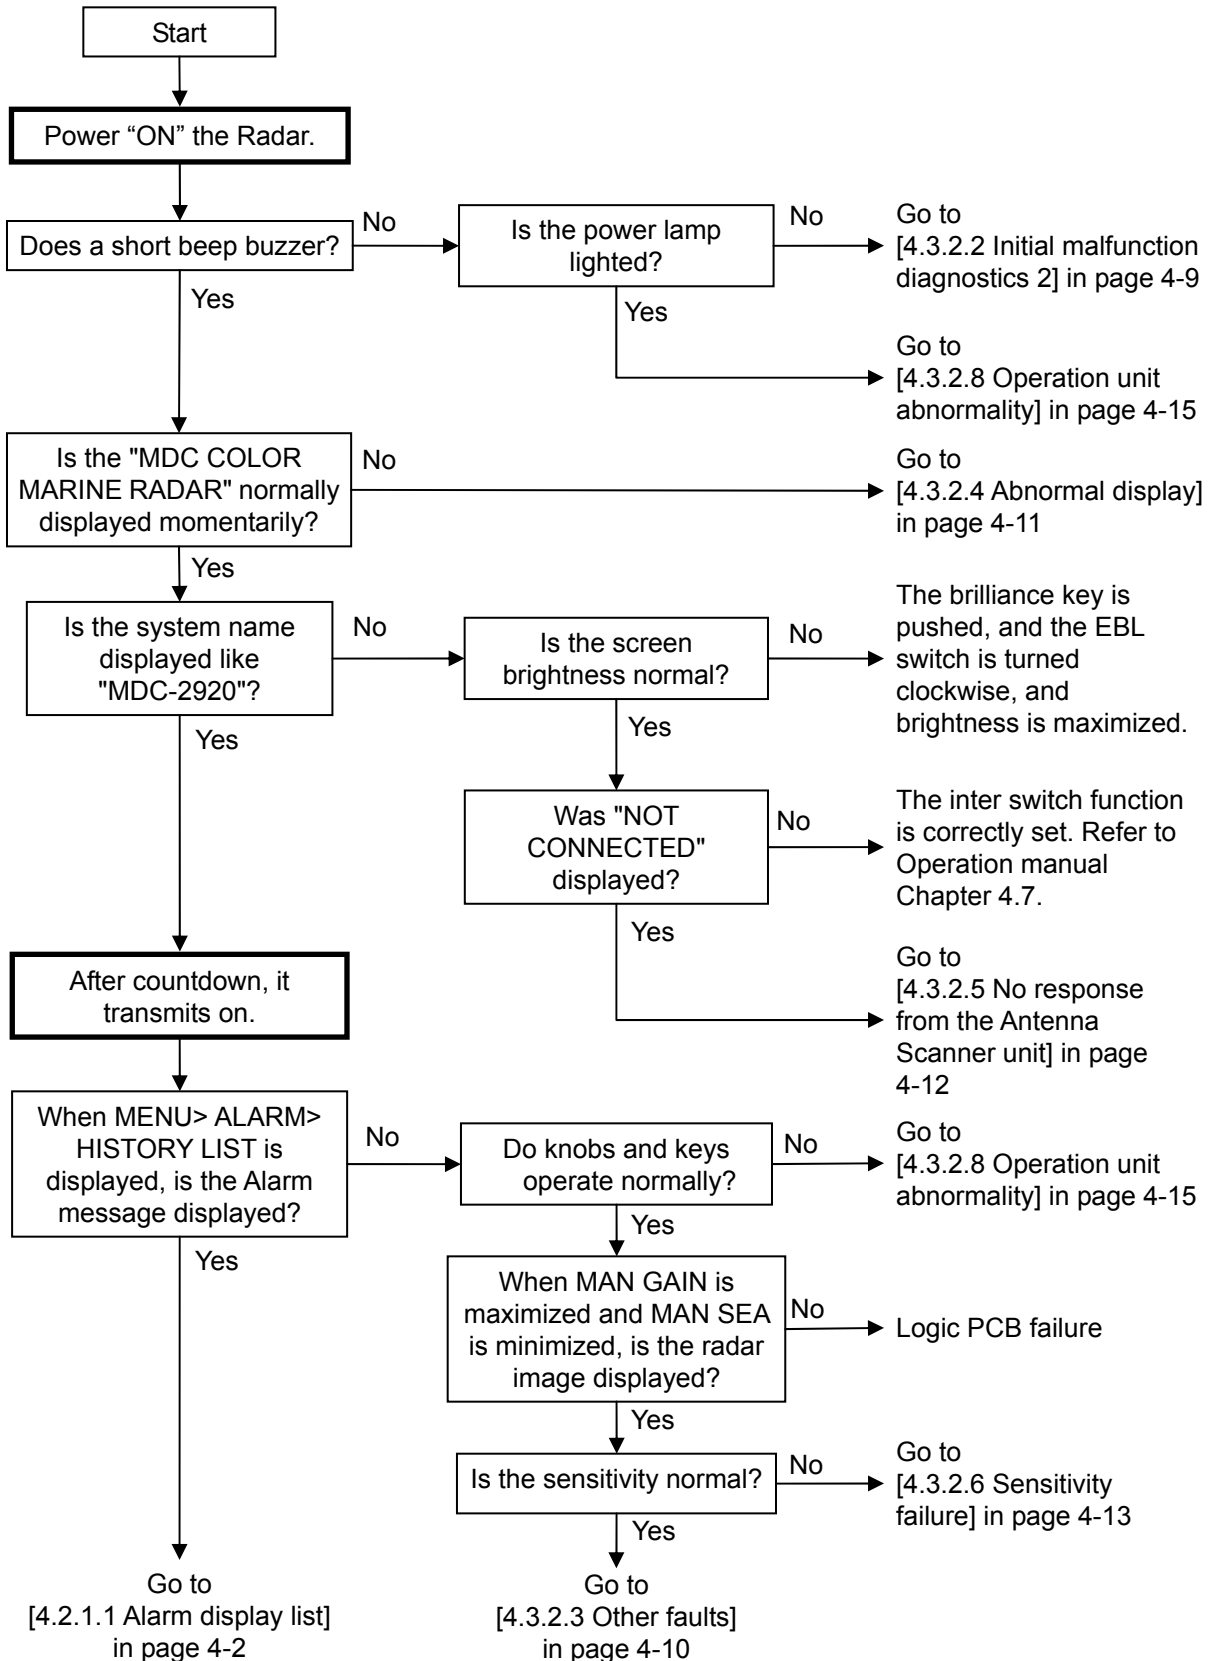 Start
Power “ON” the Radar.
Does a short beep buzzer?
No
Is the power lamp
lighted?
No
Go to
[4.3.2.2 Initial malfunction
diagnostics 2] in page 4-9
Yes
Yes
Go to
[4.3.2.8 Operation unit
abnormality] in page 4-15
Is the "MDC COLOR
MARINE RADAR" normally
displayed momentarily?
No
Go to
[4.3.2.4 Abnormal display]
in page 4-11
Yes
Is the system name
displayed like
"MDC-2920"?
No
Is the screen
brightness normal?
No
The brilliance key is
pushed, and the EBL
switch is turned
clockwise, and
brightness is maximized.
Yes
Yes
Was "NOT
CONNECTED"
displayed?
No
The inter switch function
is correctly set. Refer to
Operation manual
Chapter 4.7.
Yes
Go to
[4.3.2.5 No response
from the Antenna
Scanner unit] in page
4-12
After countdown, it
transmits on.
When MENU> ALARM>
HISTORY LIST is
displayed, is the Alarm
message displayed?
No
Do knobs and keys
operate normally?
No
Go to
[4.3.2.8 Operation unit
abnormality] in page 4-15
Yes
Yes
When MAN GAIN is
maximized and MAN SEA
is minimized, is the radar
image displayed?
No
Logic PCB failure
Yes
Is the sensitivity normal?
No
Go to
[4.3.2.6 Sensitivity
failure] in page 4-13
Yes
Go to
[4.2.1.1 Alarm display list]
in page 4-2
Go to
[4.3.2.3 Other faults]
in page 4-10